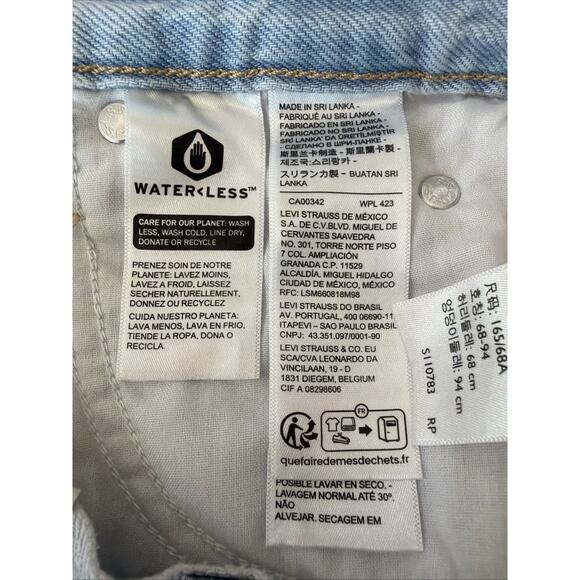 WATER<LESS™
CARE FOR OUR PLANET: WASH
LESS, WASH COLD, LINE DRY,
DONATE OR RECYCLE
PRENEZ SOIN DE NOTRE
PLANETE: LAVEZ MOINS,
LAVEZ A FROID, LAISSEZ
SECHER NATURELLEMENT,
DONNEZ OU RECYCLEZ
CUIDA NUESTRO PLANETA:
LAVA MENOS, LAVA EN FRIO.
TIENDE LA ROPA, DONA O
RECICLA.
MADE IN SRI LANKA -
FABRIQUÉ AU SRI LANKA -
FABRICADO EN SRI LANKA -
FABRICADO NO SRI LANKA -
SRI LANKA' DA ÜRETİLMİŞTİR
- СДЕЛАНО В ШРИ-ЛАНКЕ -
斯里兰卡制造 - 斯里蘭卡製 -
제조국:스리랑카 -
スリランカ製 - BUATAN SRI
LANKA
CA00342 WPL 423
LEVI STRAUSS DE MÉXICO
S.A. DE C.V.BLVD. MIGUEL DE
CERVANTES SAAVEDRA
NO. 301, TORRE NORTE PISO
7 COL. AMPLIACIÓN
GRANADA C.P. 11529
ALCALDÍA. MIGUEL HIDALGO
CIUDAD DE MÉXICO, MÉXICO
RFC: LSM660818M98
LEVI STRAUSS DO BRASIL
AV. PORTUGAL, 400 06690-11
ITAPEVI – SAO PAULO BRASIL
CNPJ: 43.351.097/0001-90
LEVI STRAUSS & CO. EU
SCA/CVA LEONARDO DA
VINCILAAN, 19 - D
1831 DIEGEM, BELGIUM
CIF A 08298606
FR
quefairedemesdechets.fr
POSIBLE LAVAR EN SECO. -
LAVAGEM NORMAL ATÉ 30°.
NÃO
ALVEJAR. SECAGEM EM
165/68A
호칭: 68-94
허리둘레: 68 cm
엉덩이둘레: 94 cm
S110783 RP